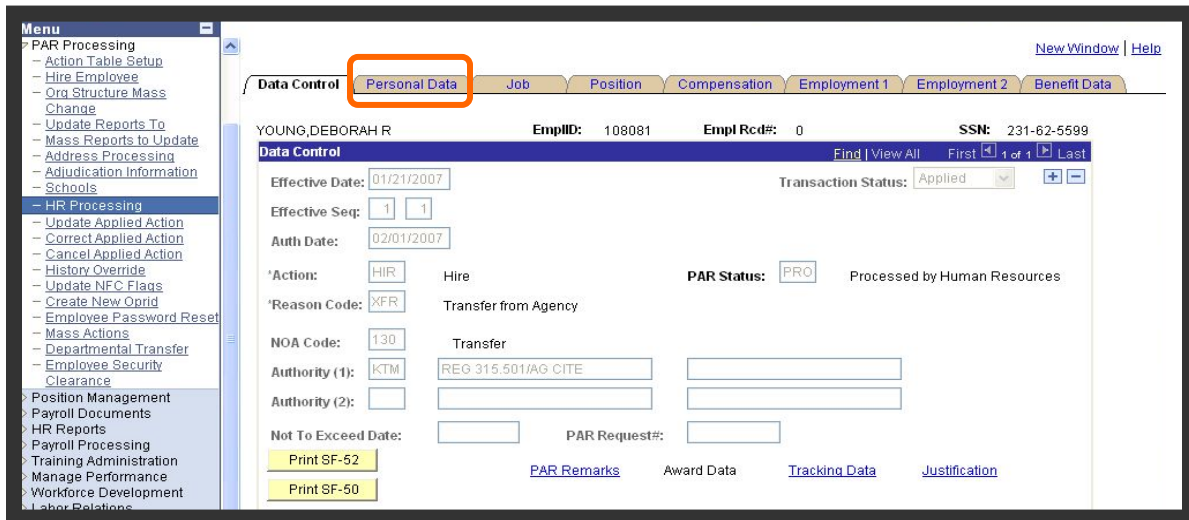 Menu
PAR Processing
– Action Table Setup
– Hire Employee
– Org Structure Mass
Change
– Update Reports To
– Mass Reports to Update
– Address Processing
– Adjudication Information
– Schools
– HR Processing
– Update Applied Action
– Correct Applied Action
– Cancel Applied Action
– History Override
– Update NFC Flags
– Create New Oprid
– Employee Password Reset
– Mass Actions
– Departmental Transfer
– Employee Security
Clearance
Position Management
Payroll Documents
HR Reports
Payroll Processing
Training Administration
Manage Performance
Workforce Development
Labor Relations
New Window | Help
Data Control Personal Data Job Position Compensation Employment 1 Employment 2 Benefit Data
YOUNG,DEBORAH R EmplID: 108081 Empl Rcd#: 0 SSN: 231-62-5599
Data Control Find | View All First 1 of 1 Last
Effective Date: 01/21/2007 Transaction Status: Applied
Effective Seq: 1 1
Auth Date: 02/01/2007
*Action: HIR Hire PAR Status: PRO Processed by Human Resources
*Reason Code: XFR Transfer from Agency
NOA Code: 130 Transfer
Authority (1): KTM REG 315.501/AG CITE
Authority (2):
Not To Exceed Date: PAR Request#:
Print SF-52
PAR Remarks Award Data Tracking Data Justification
Print SF-50